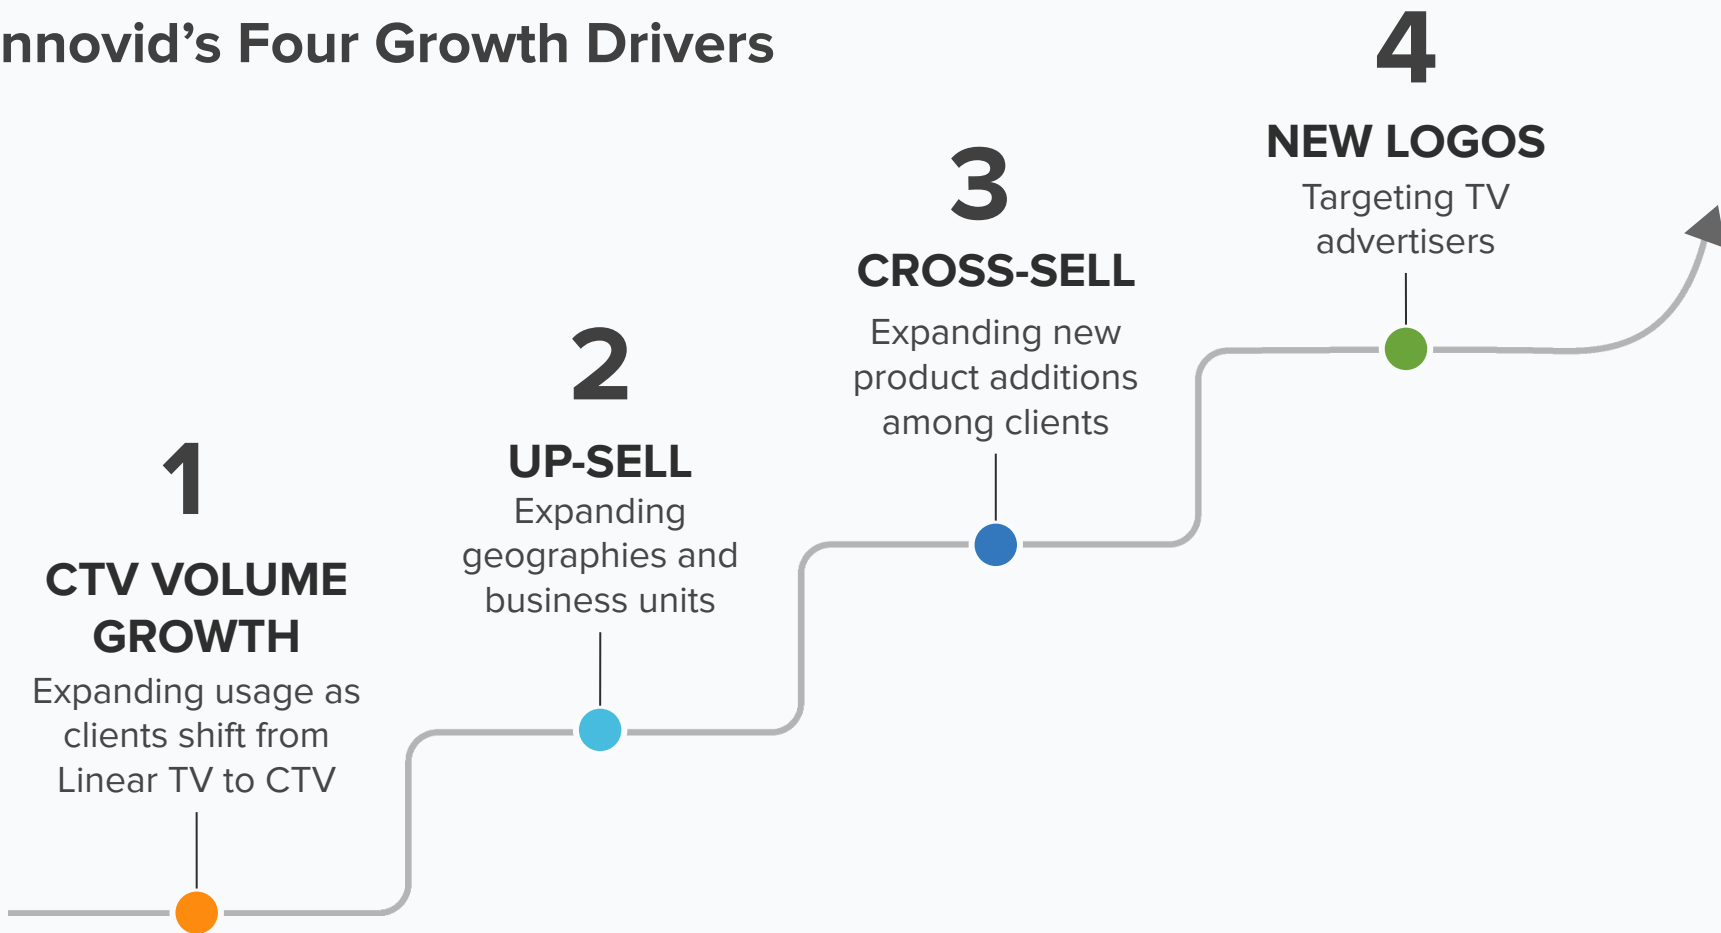 nnovid's Four Growth Drivers
1
CTV VOLUME
GROWTH
Expanding usage as
clients shift from
Linear TV to CTV
2
UP-SELL
Expanding
geographies and
business units
3
CROSS-SELL
Expanding new
product additions
among clients
4
NEW LOGOS
Targeting TV
advertisers